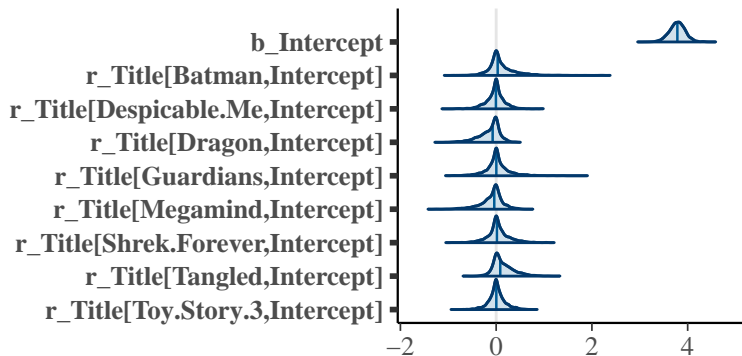 b_Intercept
r_Title[Batman,Intercept]
r_Title[Despicable.Me,Intercept]
r_Title[Dragon,Intercept]
r_Title[Guardians,Intercept]
r_Title[Megamind,Intercept]
r_Title[Shrek.Forever,Intercept]
r_Title[Tangled,Intercept]
r_Title[Toy.Story.3,Intercept]
−2 0 2 4